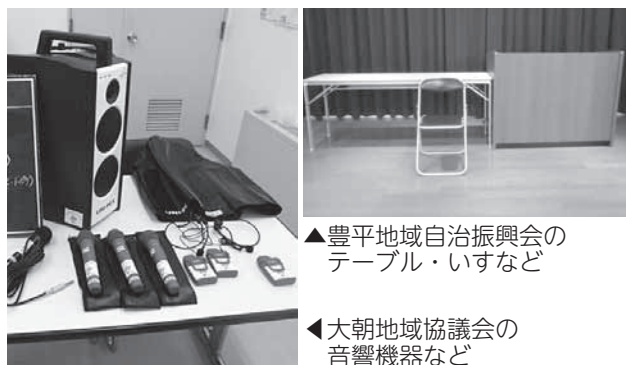 ▲豊平地域自治振興会の
テーブル・いすなど
◀大朝地域協議会の
音響機器など